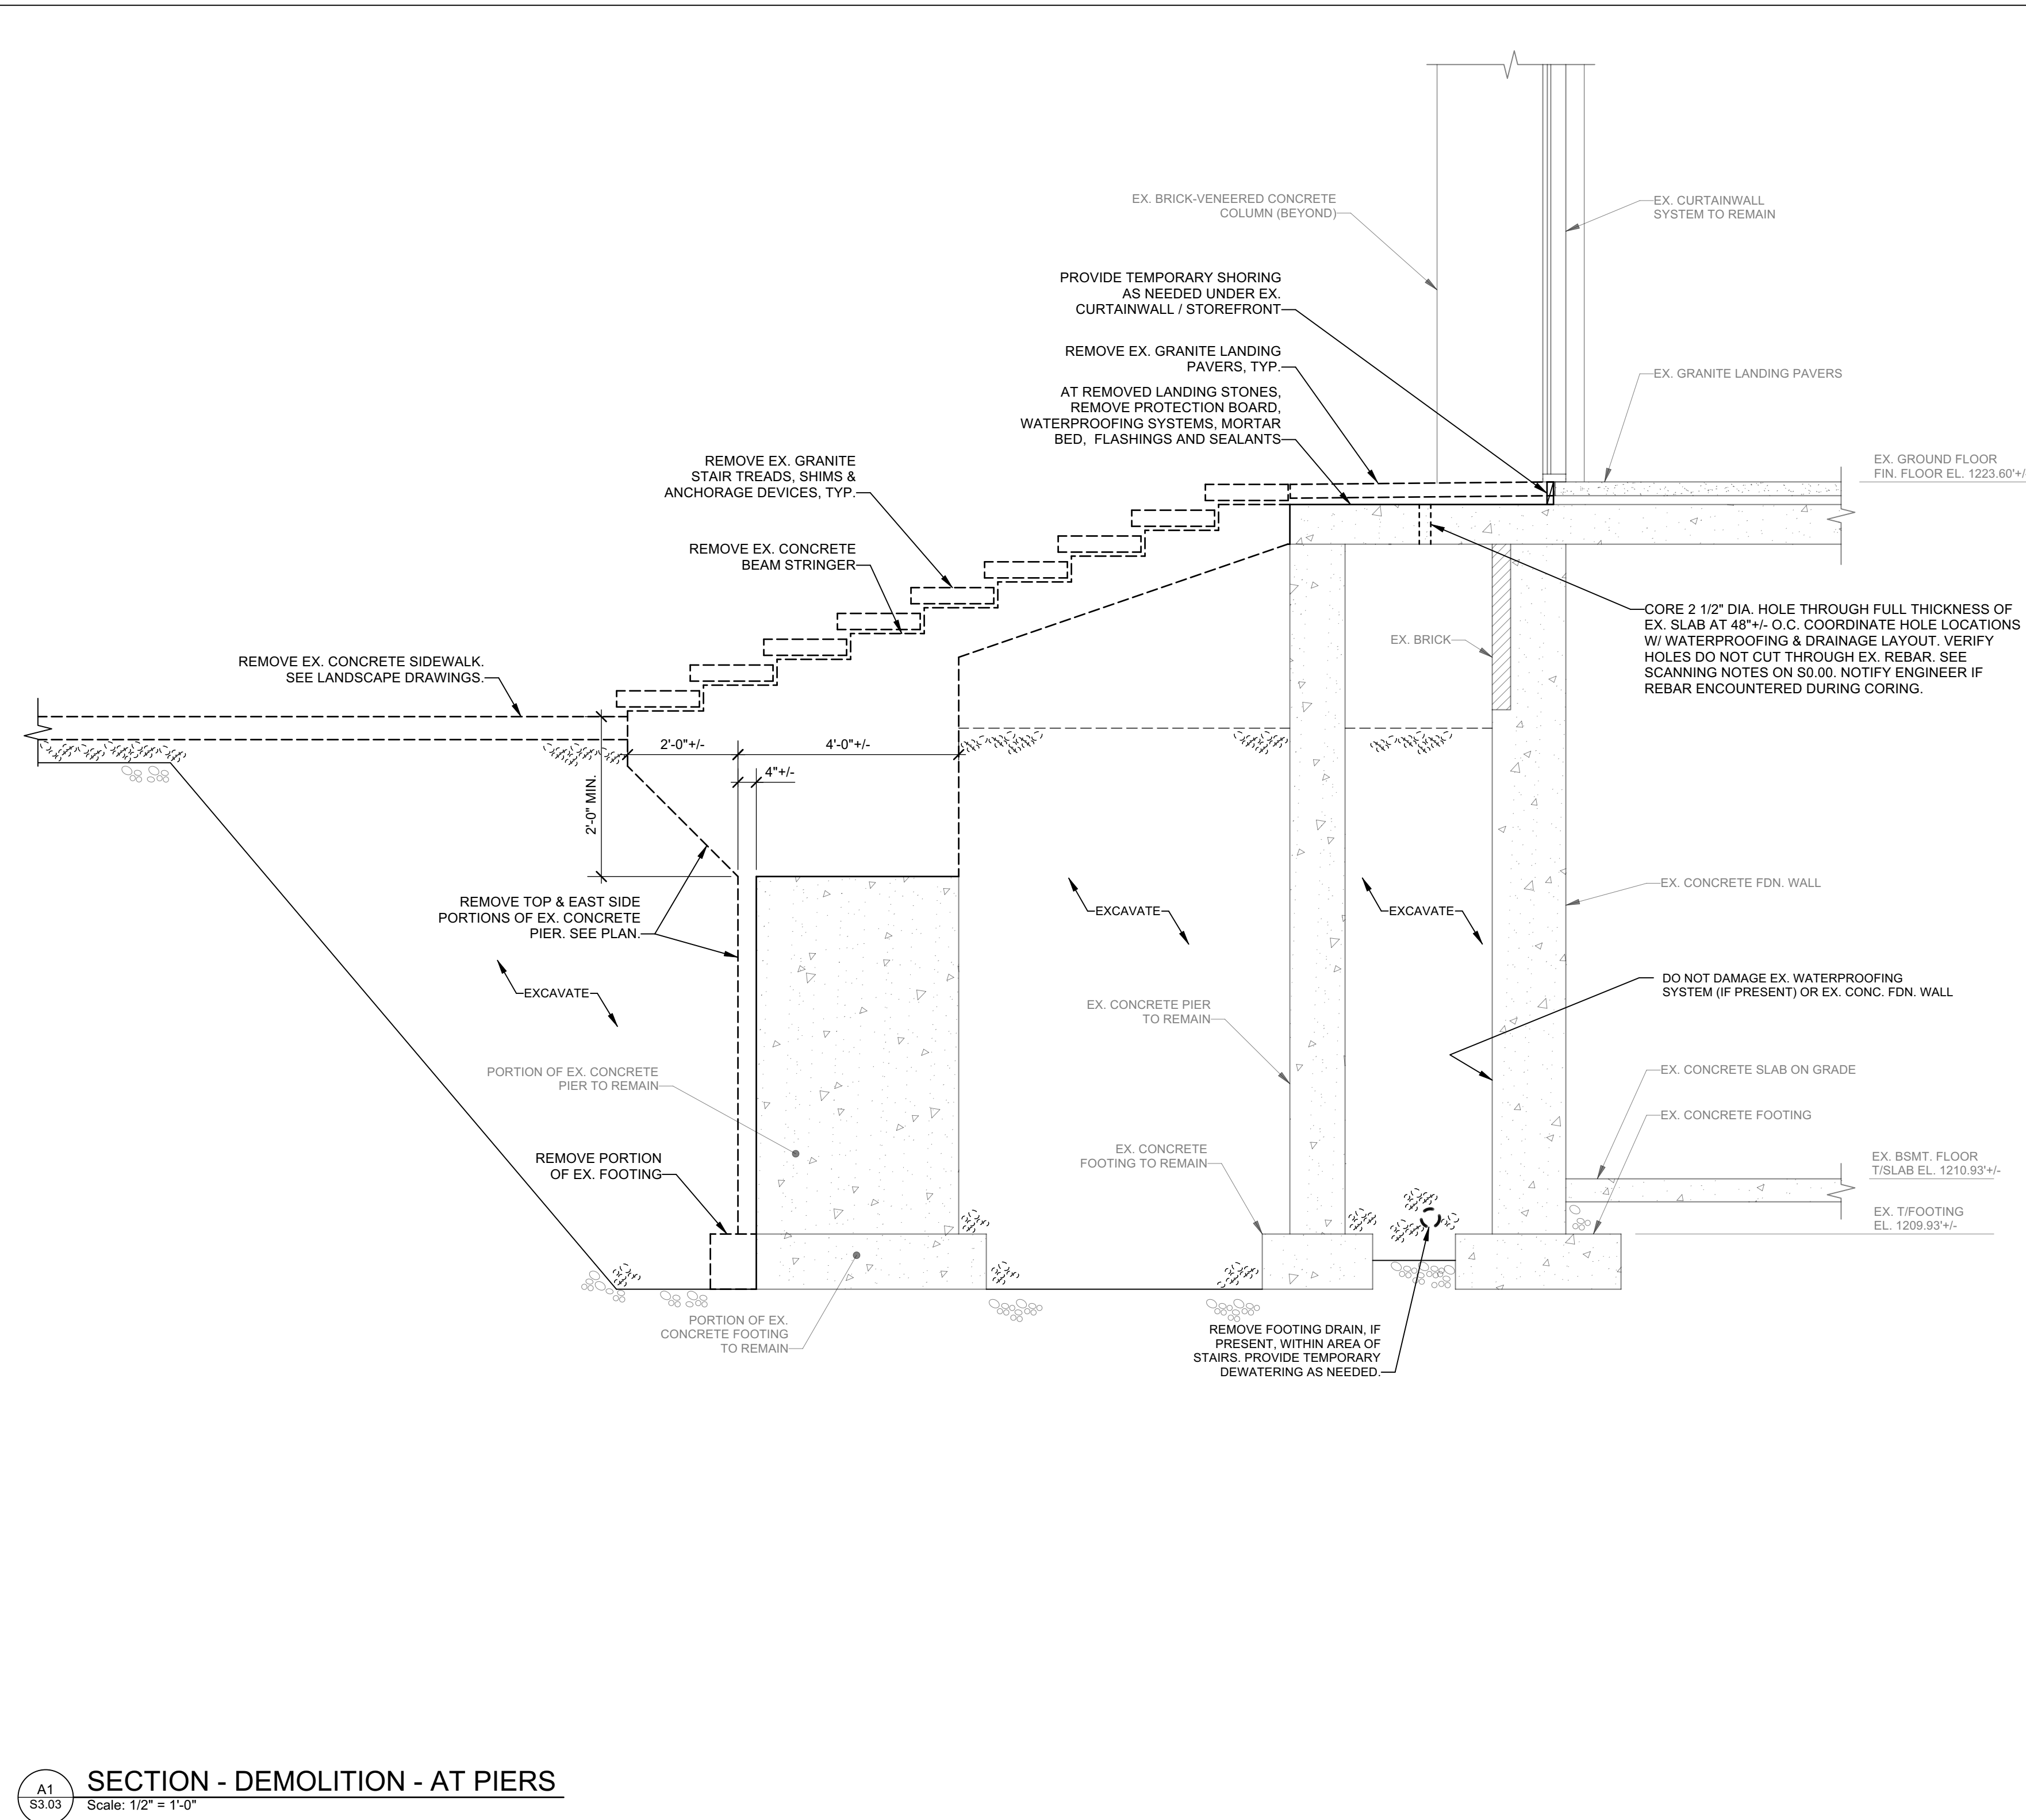 EX. BRICK-VENEERED CONCRETE
COLUMN (BEYOND)
EX. CURTAINWALL
SYSTEM TO REMAIN
PROVIDE TEMPORARY SHORING
AS NEEDED UNDER EX.
CURTAINWALL / STOREFRONT
REMOVE EX. GRANITE LANDING
PAVERS, TYP.
EX. GRANITE LANDING PAVERS
AT REMOVED LANDING STONES,
REMOVE PROTECTION BOARD,
WATERPROOFING SYSTEMS, MORTAR
BED, FLASHINGS AND SEALANTS
REMOVE EX. GRANITE
STAIR TREADS, SHIMS &
ANCHORAGE DEVICES, TYP.
EX. GROUND FLOOR
FIN. FLOOR EL. 1223.60'+/
REMOVE EX. CONCRETE
BEAM STRINGER
CORE 2 1/2" DIA. HOLE THROUGH FULL THICKNESS OF
EX. SLAB AT 48"+/- O.C. COORDINATE HOLE LOCATIONS
W/ WATERPROOFING & DRAINAGE LAYOUT. VERIFY
HOLES DO NOT CUT THROUGH EX. REBAR. SEE
SCANNING NOTES ON S0.00. NOTIFY ENGINEER IF
REBAR ENCOUNTERED DURING CORING.
EX. BRICK
REMOVE EX. CONCRETE SIDEWALK.
SEE LANDSCAPE DRAWINGS.
2'-0"+/-
4'-0"+/-
4"+/-
2'-0" MIN.
REMOVE TOP & EAST SIDE
PORTIONS OF EX. CONCRETE
PIER. SEE PLAN.
EXCAVATE
EXCAVATE
EX. CONCRETE FDN. WALL
EXCAVATE
DO NOT DAMAGE EX. WATERPROOFING
SYSTEM (IF PRESENT) OR EX. CONC. FDN. WALL
EX. CONCRETE PIER
TO REMAIN
PORTION OF EX. CONCRETE
PIER TO REMAIN
EX. CONCRETE SLAB ON GRADE
EX. CONCRETE FOOTING
REMOVE PORTION
OF EX. FOOTING
EX. CONCRETE
FOOTING TO REMAIN
EX. BSMT. FLOOR
T/SLAB EL. 1210.93'+/-
EX. T/FOOTING
EL. 1209.93'+/-
PORTION OF EX.
CONCRETE FOOTING
TO REMAIN
REMOVE FOOTING DRAIN, IF
PRESENT, WITHIN AREA OF
STAIRS. PROVIDE TEMPORARY
DEWATERING AS NEEDED.
A1
S3.03
SECTION - DEMOLITION - AT PIERS
Scale: 1/2" = 1'-0"